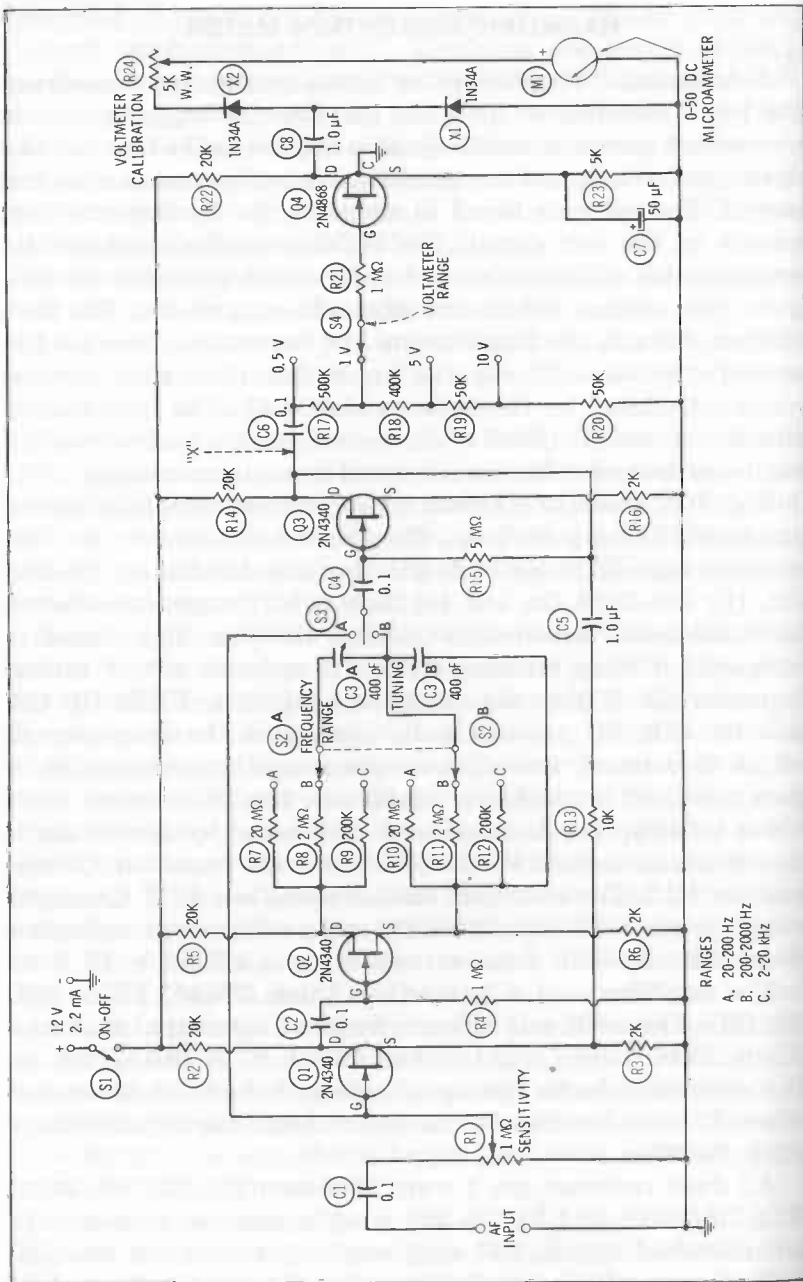 VOLTMETER
CALIBRATION
R24
5K
W. W.
X2
1N34A
C8
1.0 µF
X1
1N34A
M1
+
0-50 DC
MICROAMMETER
R22
20K
Q4
2N4868
D
C
G
S
R23
5K
C7
50 µF
+
R21
1 MΩ
S4
VOLTMETER
RANGE
0.5 V
1 V
5 V
10 V
"X"
C6
0.1
R17
500K
R18
400K
R19
50K
R20
50K
R14
20K
Q3
2N4340
D
G
S
R16
2K
R15
5 MΩ
C4
0.1
C5
1.0 µF
S3
A
B
C3
A
400 pF
TUNING
C3
B
400 pF
S2
A
FREQUENCY
RANGE
S2
B
A
B
C
A
B
C
R7
20 MΩ
R8
2 MΩ
R9
200K
R10
20 MΩ
R11
2 MΩ
R12
200K
R13
10K
R5
20K
Q2
2N4340
D
G
S
R6
2K
R4
1 MΩ
C2
0.1
+ 12 V
2.2 mA
ON-OFF
S1
R2
20K
Q1
2N4340
D
G
S
R3
2K
R1
1 MΩ
SENSITIVITY
C1
0.1
AF
INPUT
RANGES
A. 20-200 Hz
B. 200-2000 Hz
C. 2-20 kHz